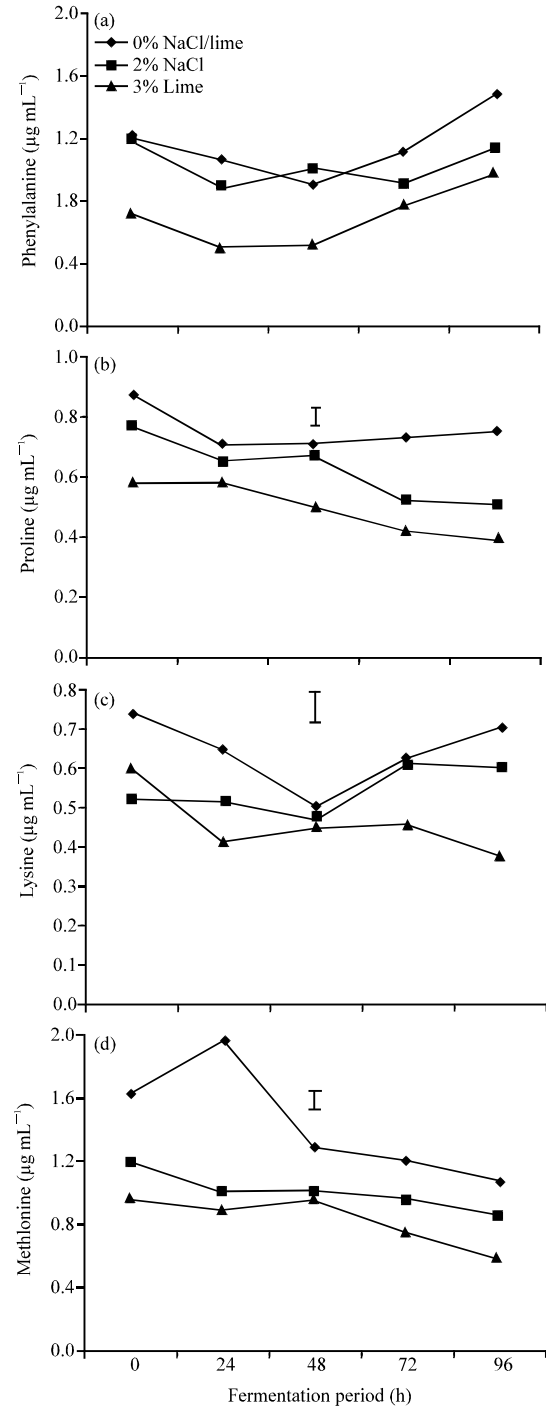 (a)
0% NaCl/lime
2% NaCl
3% Lime
Phenylalanine (µg mL⁻¹)
2.0
1.6
1.2
1.8
0.4
0.0
(b)
Proline (µg mL⁻¹)
1.0
0.8
0.6
0.4
0.2
0.0
(c)
Lysine (µg mL⁻¹)
0.8
0.7
0.6
0.5
0.4
0.3
0.2
0.1
0.0
(d)
Methlonine (µg mL⁻¹)
2.0
1.6
1.2
0.8
0.4
0.0
0 24 48 72 96
Fermentation period (h)